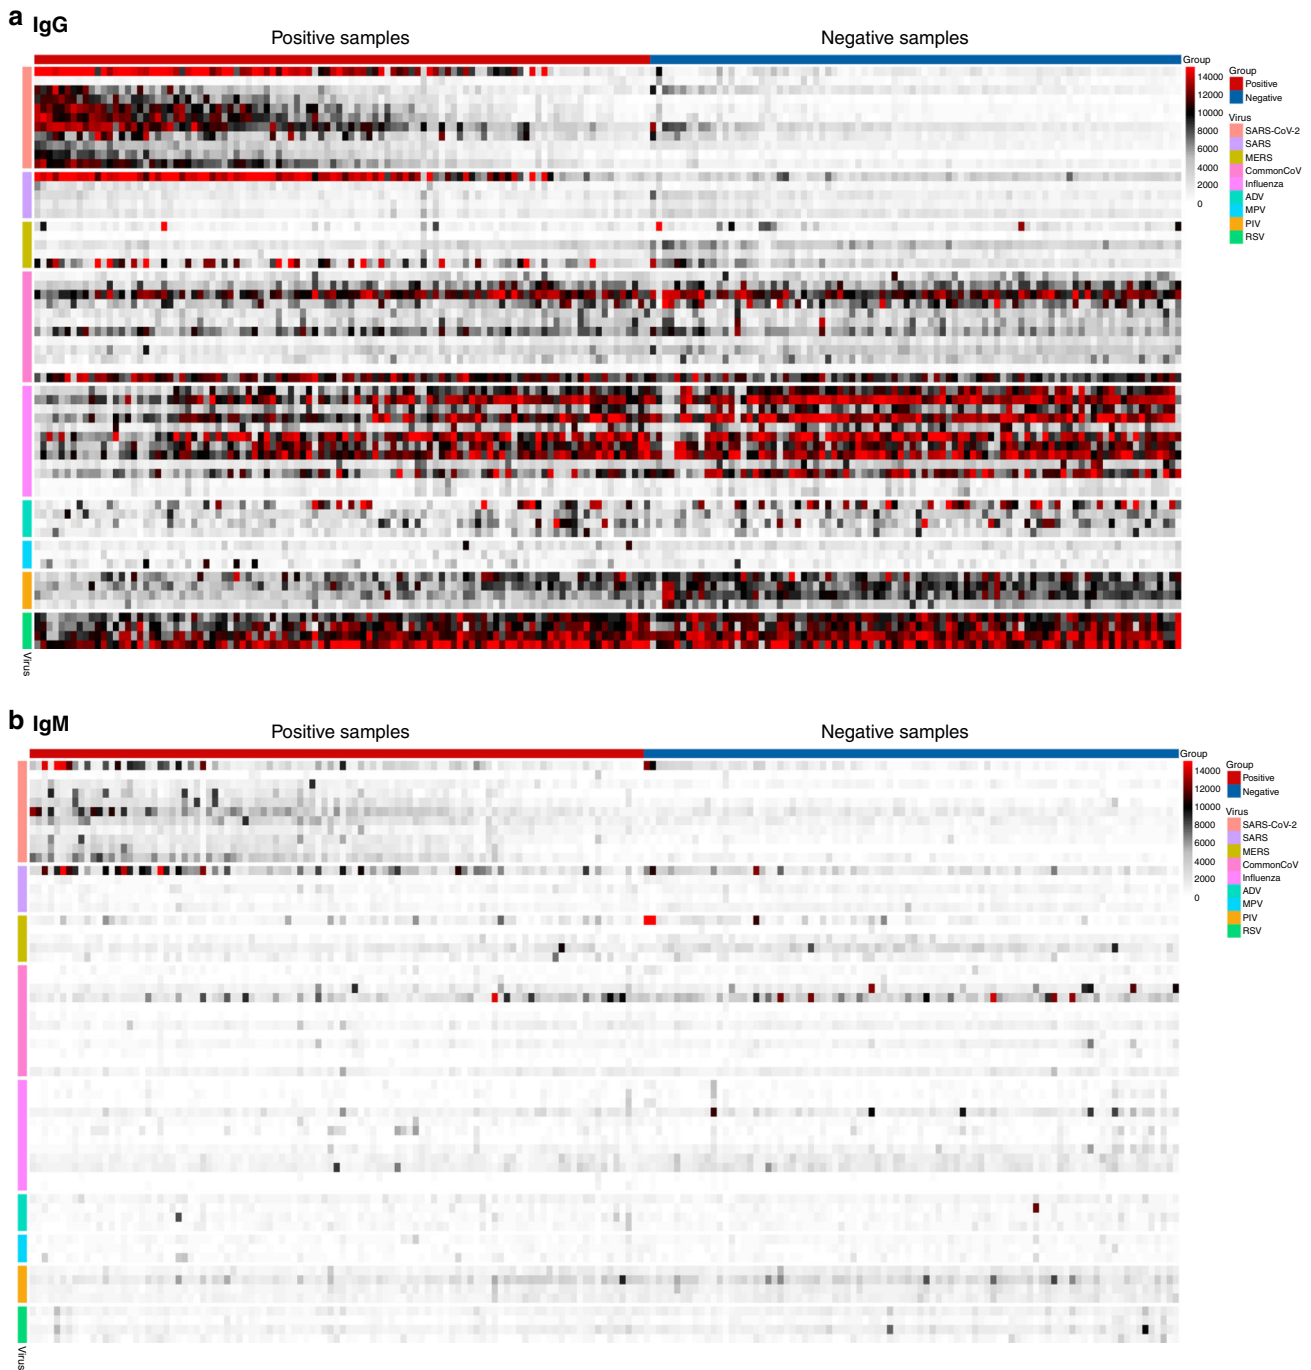 a IgG
Positive samples
Negative samples
Group
14000
12000
10000
8000
6000
4000
2000
0
Group
Positive
Negative
Virus
SARS-CoV-2
SARS
MERS
CommonCoV
Influenza
ADV
MPV
PIV
RSV
Virus
b IgM
Positive samples
Negative samples
Group
14000
12000
10000
8000
6000
4000
2000
0
Group
Positive
Negative
Virus
SARS-CoV-2
SARS
MERS
CommonCoV
Influenza
ADV
MPV
PIV
RSV
Virus